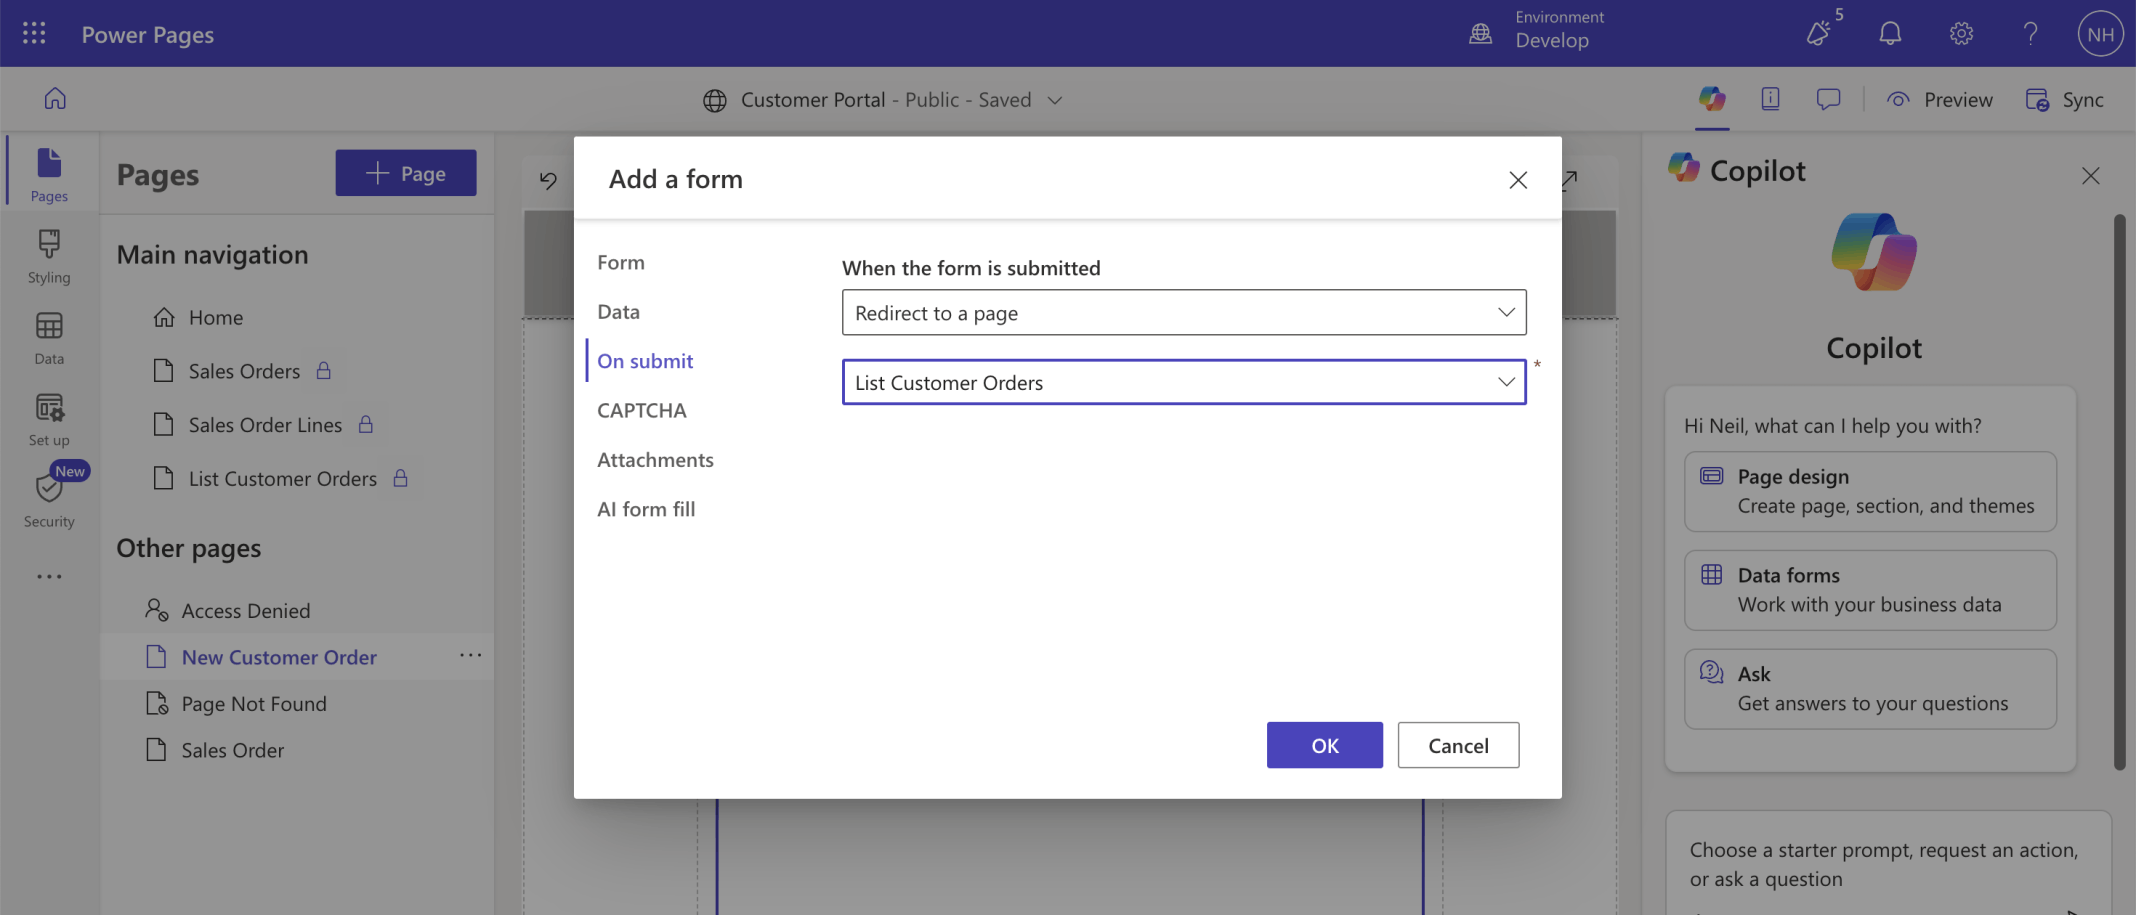 Power Pages
Environment
Develop
5
NH
Customer Portal - Public - Saved
Preview
Sync
Pages
Styling
Data
Set up
New
Security
Pages
Page
Main navigation
Home
Sales Orders
Sales Order Lines
List Customer Orders
Other pages
Access Denied
New Customer Order
Page Not Found
Sales Order
Add a form
Form
Data
On submit
CAPTCHA
Attachments
AI form fill
When the form is submitted
Redirect to a page
List Customer Orders
*
OK
Cancel
Copilot
Copilot
Hi Neil, what can I help you with?
Page design
Create page, section, and themes
Data forms
Work with your business data
Ask
Get answers to your questions
Choose a starter prompt, request an action,
or ask a question